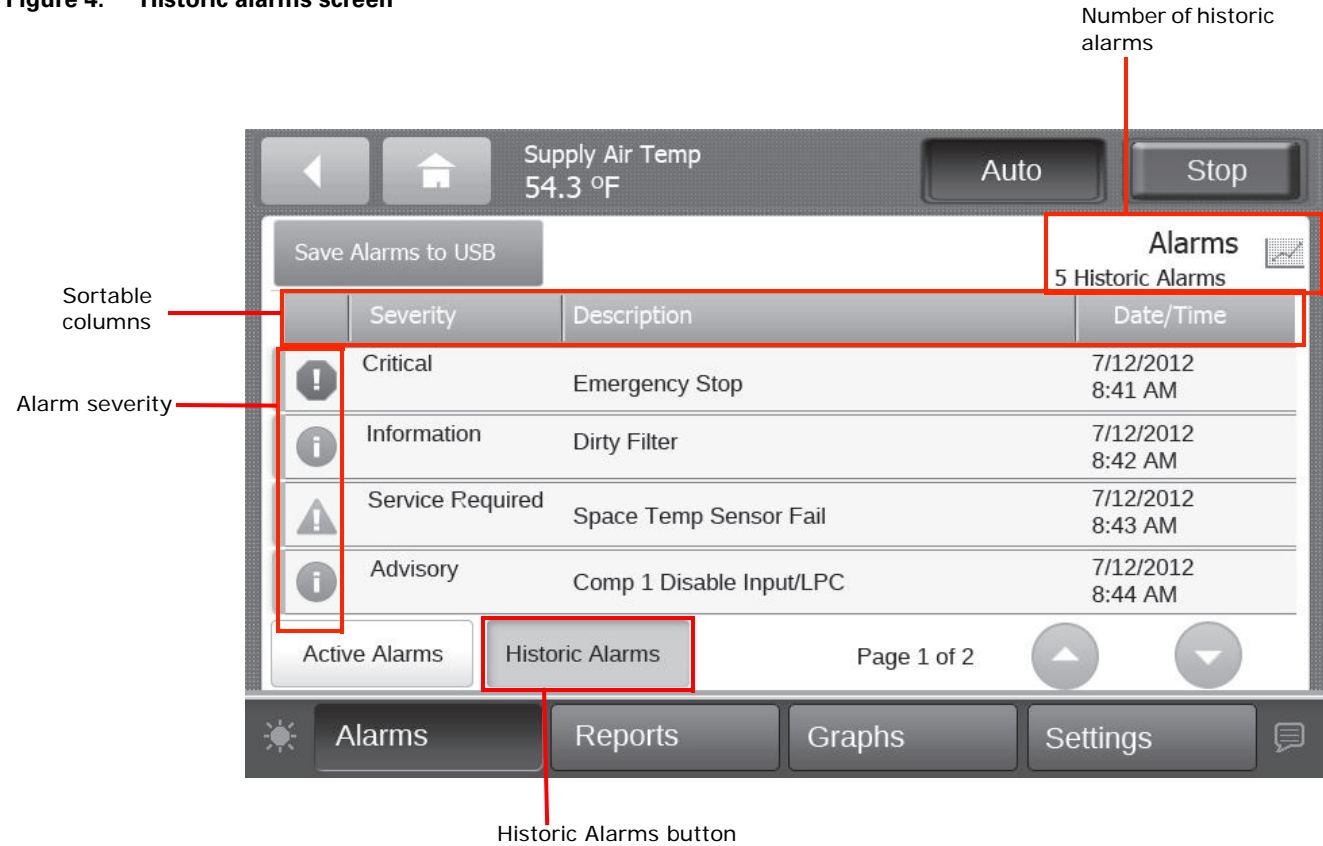 Figure 4. Historic alarms screen
Number of historic
alarms
Supply Air Temp
54.3 ºF
Auto
Stop
Save Alarms to USB
Alarms
5 Historic Alarms
Sortable
columns
Severity
Description
Date/Time
Alarm severity
Critical
Emergency Stop
7/12/2012
8:41 AM
Information
Dirty Filter
7/12/2012
8:42 AM
Service Required
Space Temp Sensor Fail
7/12/2012
8:43 AM
Advisory
Comp 1 Disable Input/LPC
7/12/2012
8:44 AM
Active Alarms
Historic Alarms
Page 1 of 2
Alarms
Reports
Graphs
Settings
Historic Alarms button